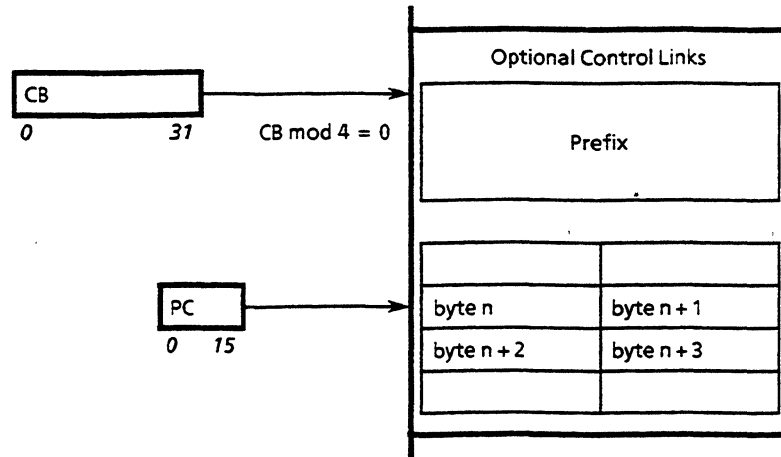 Optional Control Links
CB
0 31
CB mod 4 = 0
Prefix
PC
0 15
byte n byte n + 1
byte n + 2 byte n + 3